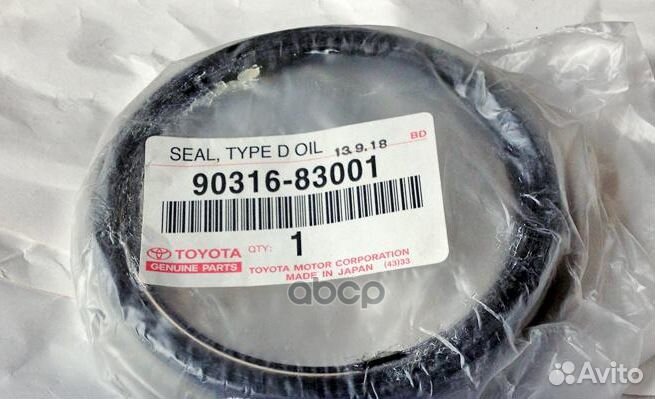 SEAL, TYPE D OIL 13.9.18 BD
90316-83001
TOYOTA QTY: 1
GENUINE PARTS TOYOTA MOTOR CORPORATION
MADE IN JAPAN (43)33
abcp
Avito